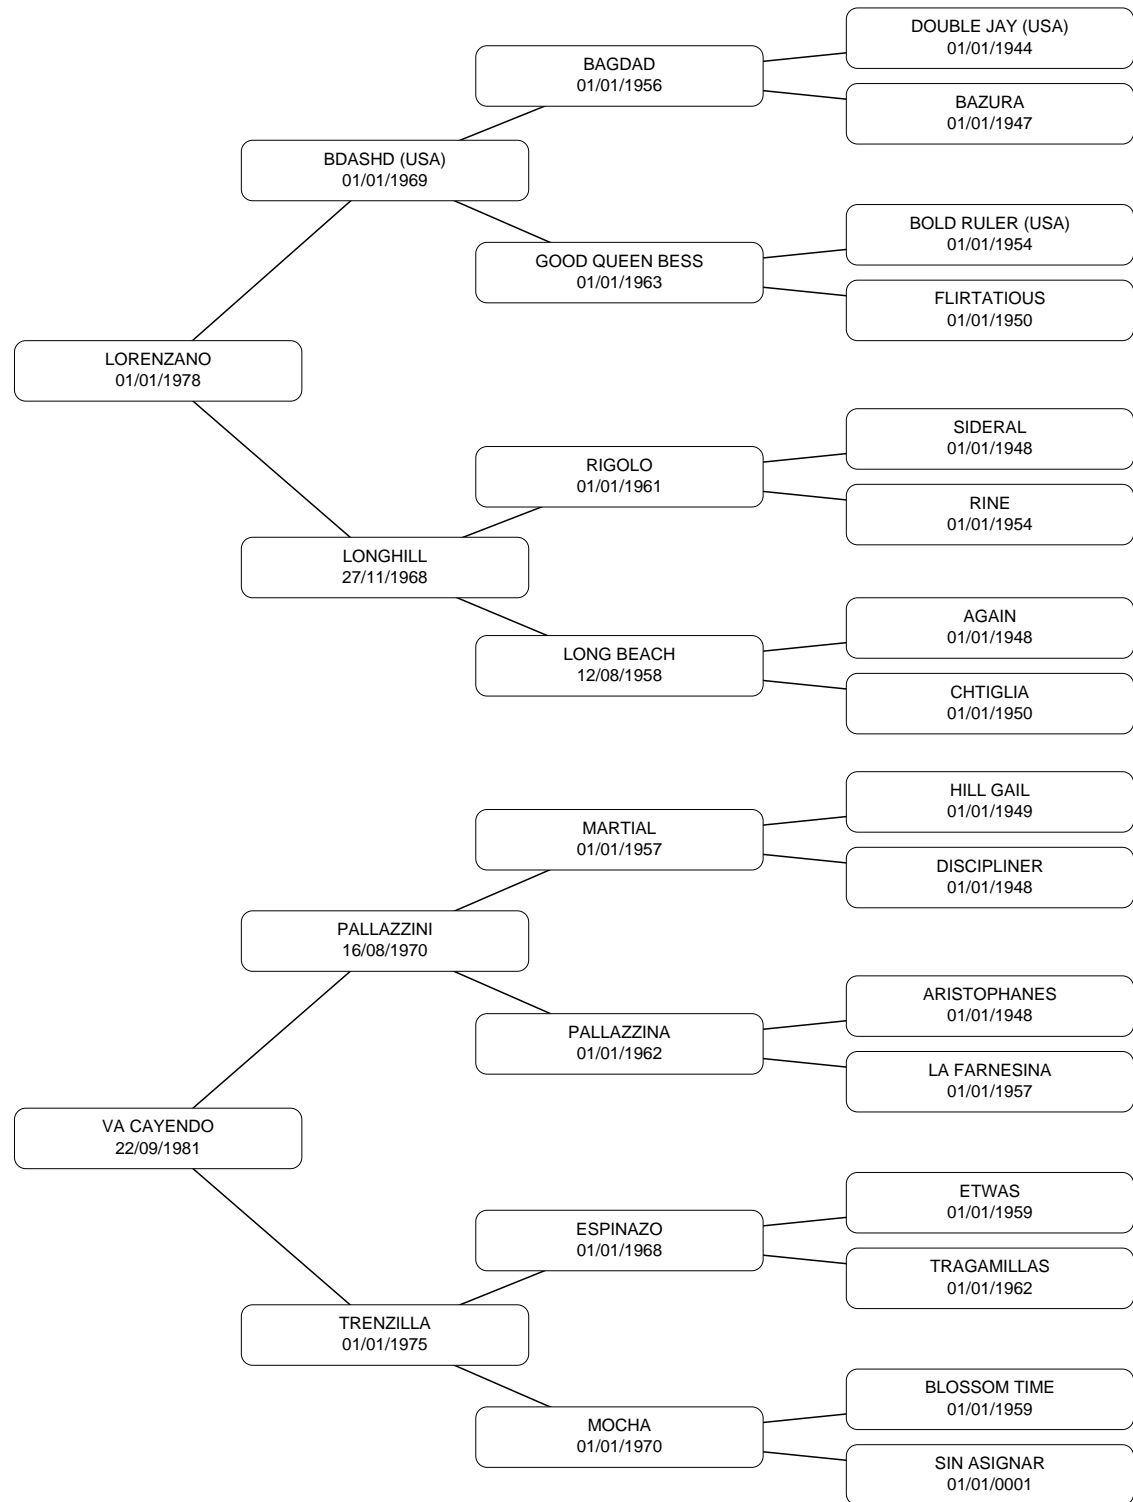 DOUBLE JAY (USA)
01/01/1944
BAGDAD
01/01/1956
BAZURA
01/01/1947
BDASHD (USA)
01/01/1969
BOLD RULER (USA)
01/01/1954
GOOD QUEEN BESS
01/01/1963
FLIRTATIOUS
01/01/1950
LORENZANO
01/01/1978
SIDERAL
01/01/1948
RIGOLO
01/01/1961
RINE
01/01/1954
LONGHILL
27/11/1968
AGAIN
01/01/1948
LONG BEACH
12/08/1958
CHTIGLIA
01/01/1950
HILL GAIL
01/01/1949
MARTIAL
01/01/1957
DISCIPLINER
01/01/1948
PALLAZZINI
16/08/1970
ARISTOPHANES
01/01/1948
PALLAZZINA
01/01/1962
LA FARNESINA
01/01/1957
VA CAYENDO
22/09/1981
ETWAS
01/01/1959
ESPINAZO
01/01/1968
TRAGAMILLAS
01/01/1962
TRENZILLA
01/01/1975
BLOSSOM TIME
01/01/1959
MOCHA
01/01/1970
SIN ASIGNAR
01/01/0001